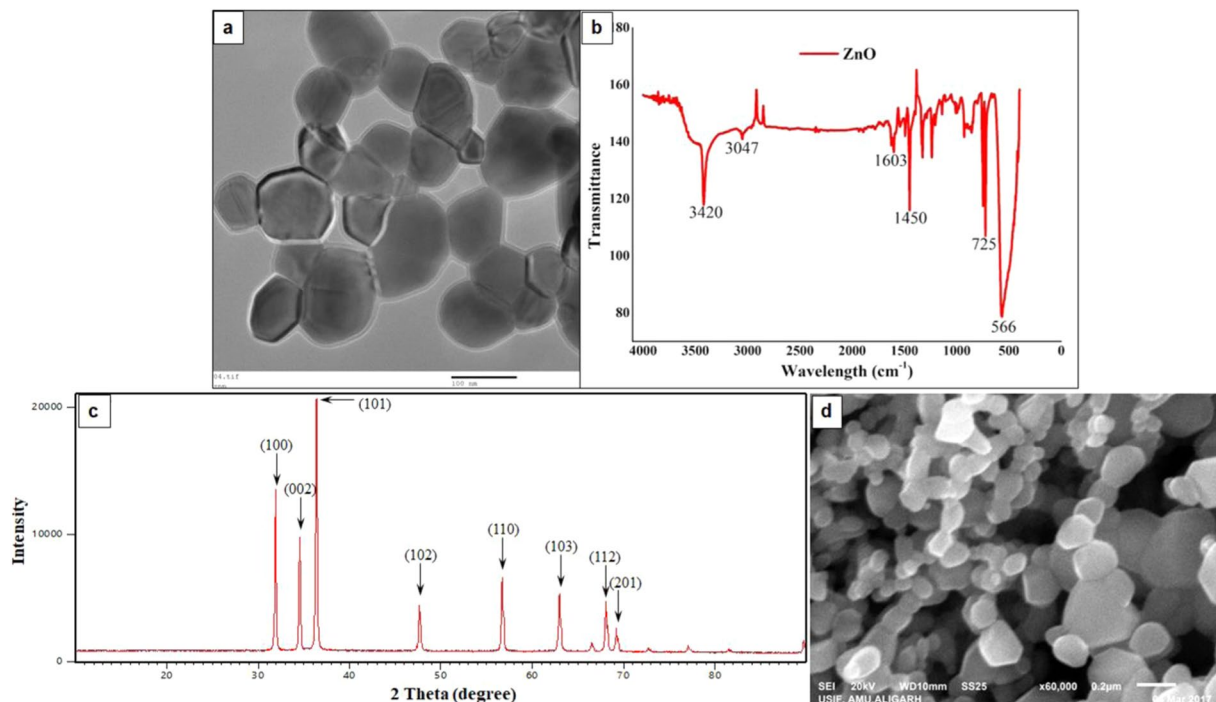 a
04.tif
100 nm
b
ZnO
180
160
140
120
100
80
Transmittance
3420
3047
1603
1450
725
566
4000 3500 3000 2500 2000 1500 1000 500 0
Wavelength (cm-1)
c
20000
10000
0
Intensity
(100)
(002)
(101)
(102)
(110)
(103)
(112)
(201)
10 20 30 40 50 60 70 80
2 Theta (degree)
d
SEI 20kV WD10mm SS25 x60,000 0.2µm
USIF, AMU ALIGARH Mar 2017